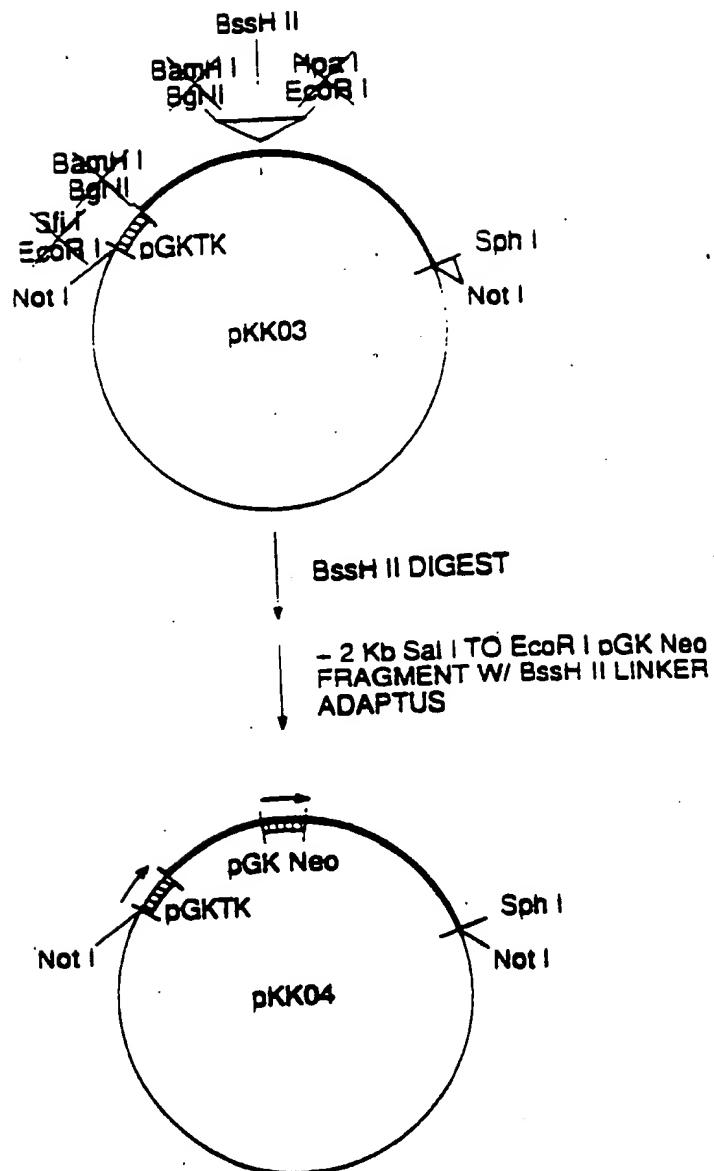 BssH II
BamH I
Bgl II
Hpa I
EcoR I
BamH I
Bgl II
Sfi I
EcoR I
pGKTK
Not I
Sph I
Not I
pKK03
BssH II DIGEST
~ 2 Kb Sal I TO EcoR I pGK Neo
FRAGMENT W/ BssH II LINKER
ADAPTUS
pGK Neo
pGKTK
Not I
Sph I
Not I
pKK04